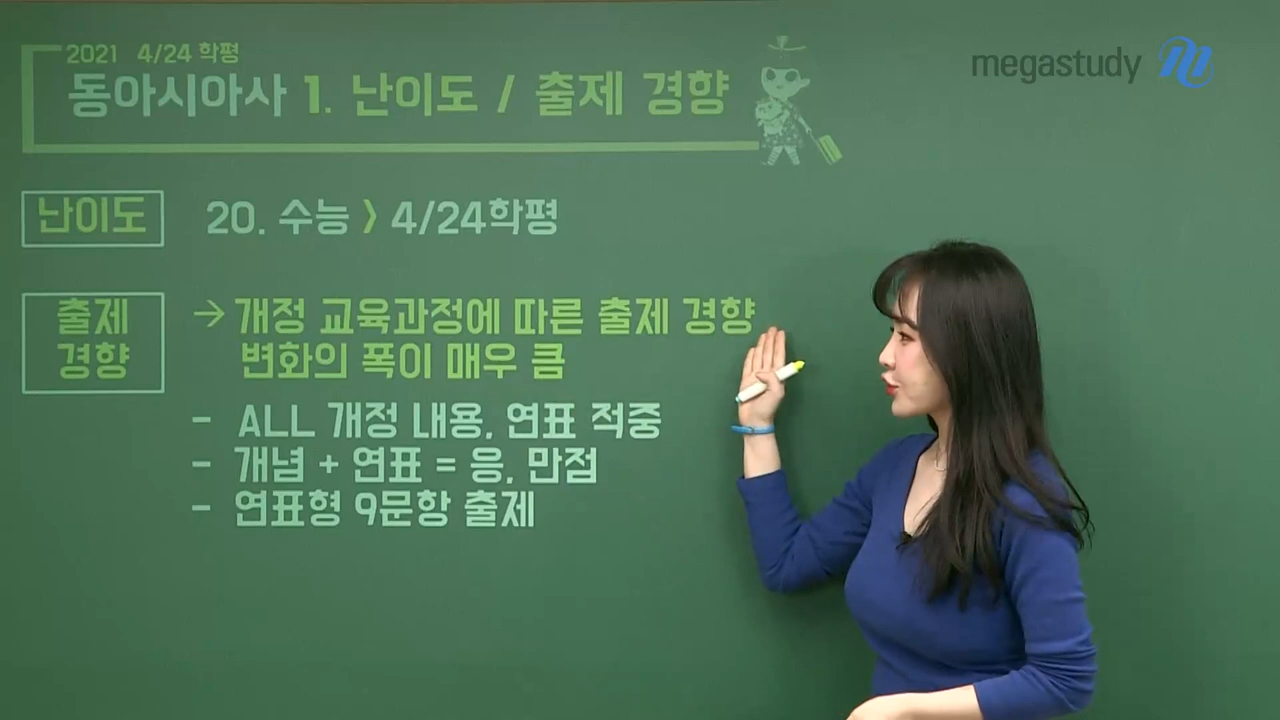 2021 4/24 학평
동아시아사 1. 난이도 / 출제 경향
megastudy
난이도
20. 수능 > 4/24학평
출제
경향
→ 개정 교육과정에 따른 출제 경향
변화의 폭이 매우 큼
- ALL 개정 내용, 연표 적중
- 개념 + 연표 = 응, 만점
- 연표형 9문항 출제